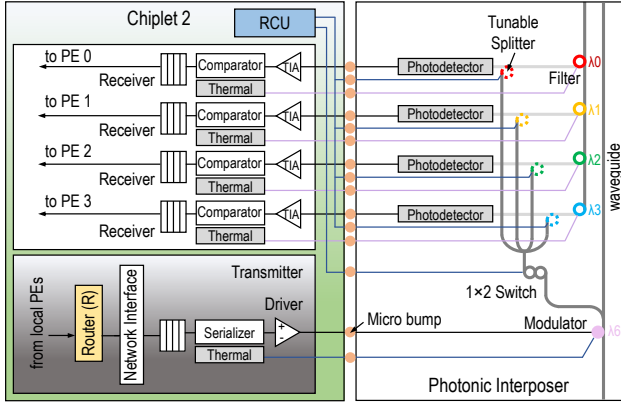 Chiplet 2
RCU
Tunable
Splitter
to PE 0
Receiver
Comparator
TIA
Thermal
Photodetector
Filter
λ0
to PE 1
Receiver
Comparator
TIA
Thermal
Photodetector
λ1
to PE 2
Receiver
Comparator
TIA
Thermal
Photodetector
λ2
to PE 3
Receiver
Comparator
TIA
Thermal
Photodetector
λ3
waveguide
Transmitter
1×2 Switch
from local PEs
Router (R)
Network Interface
Serializer
Thermal
Driver
+
-
Micro bump
Modulator
λ6
Photonic Interposer